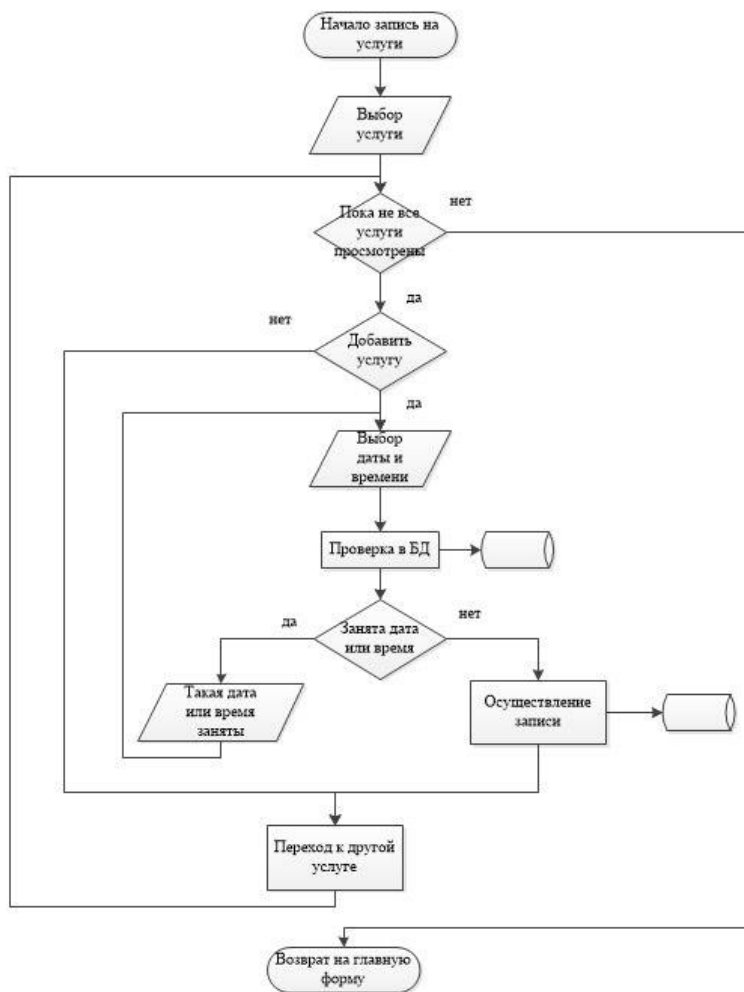 Начало запись на
услуги
Выбор
услуги
Пока не все
услуги
просмотрены
нет
да
нет
Добавить
услугу
да
Выбор
даты и
времени
Проверка в БД
да
Занята дата
или время
нет
Такая дата
или время
заняты
Осуществление
записи
Переход к другой
услуге
Возврат на главную
форму